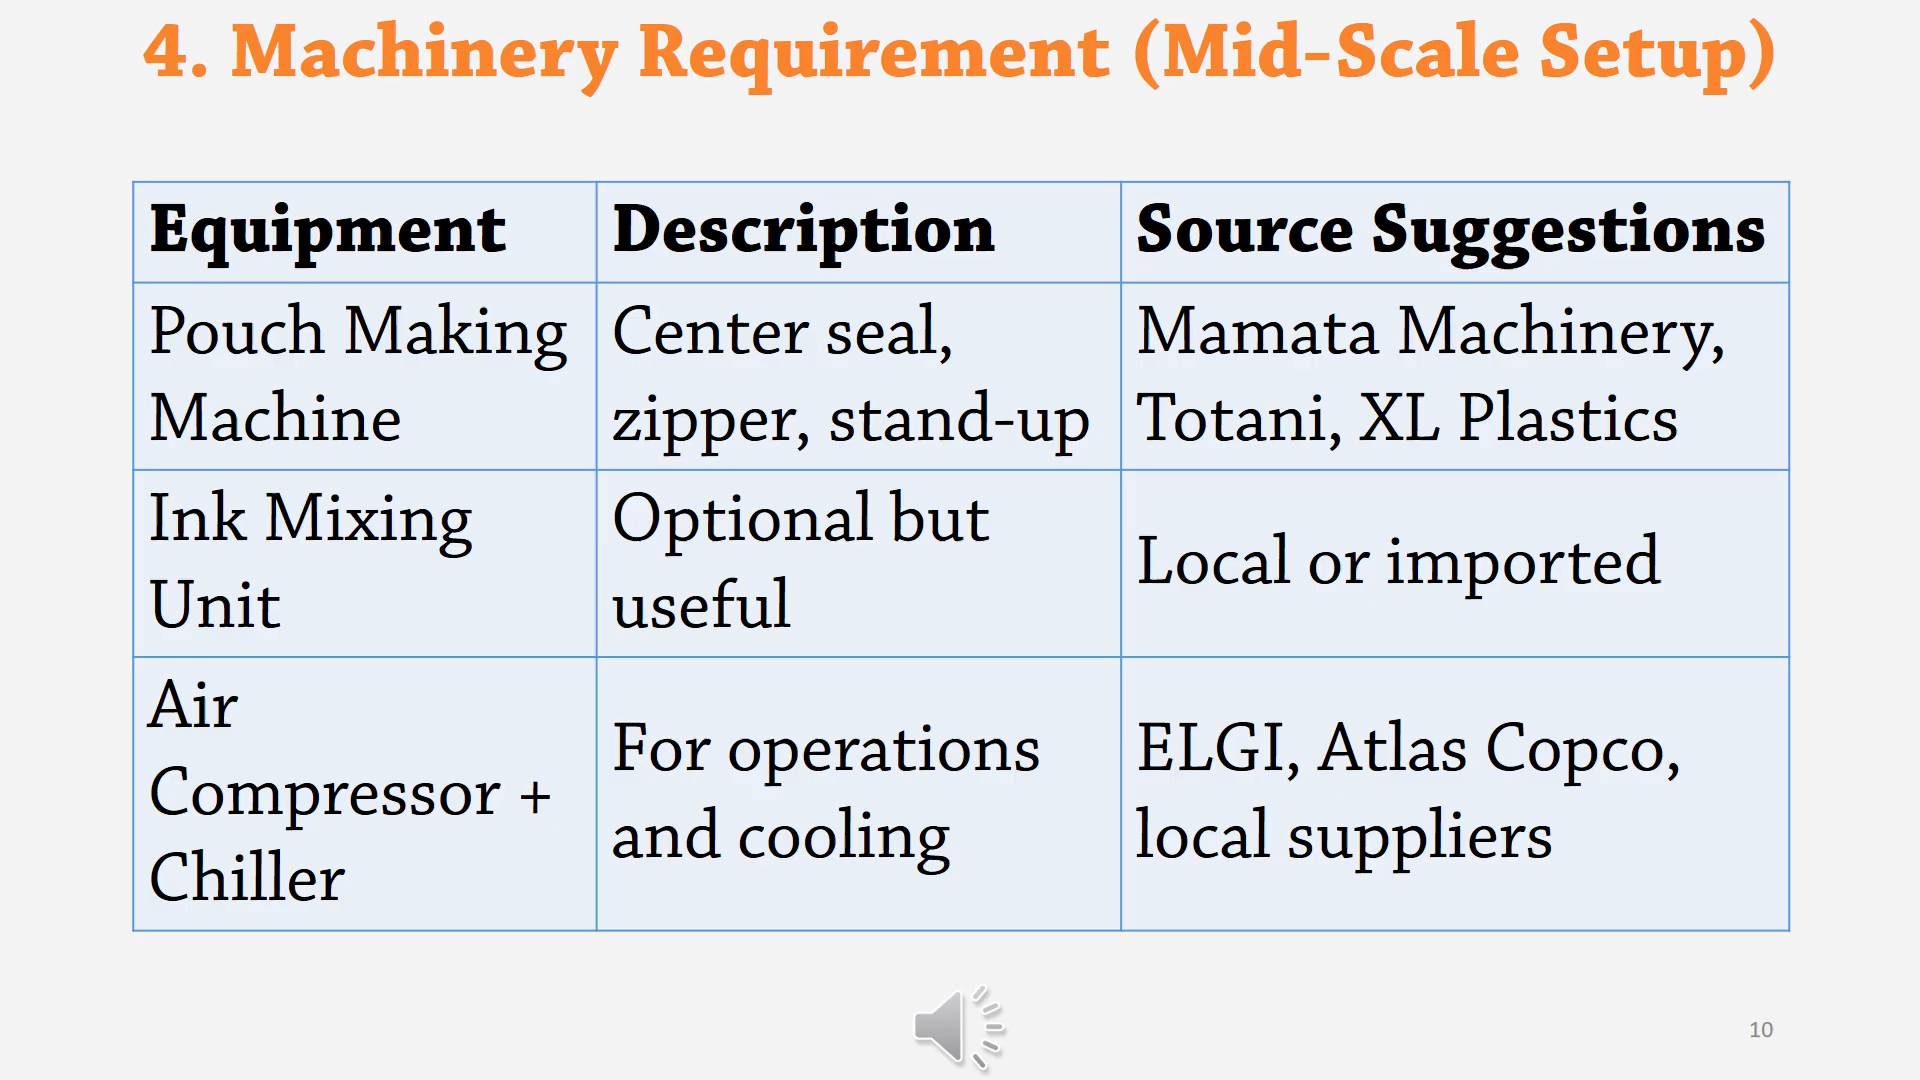 4. Machinery Requirement (Mid-Scale Setup)
Equipment
Description
Source Suggestions
Pouch Making
Machine
Center seal,
zipper, stand-up
Mamata Machinery,
Totani, XL Plastics
Ink Mixing
Unit
Optional but
useful
Local or imported
Air
Compressor +
Chiller
For operations
and cooling
ELGI, Atlas Copco,
local suppliers
10